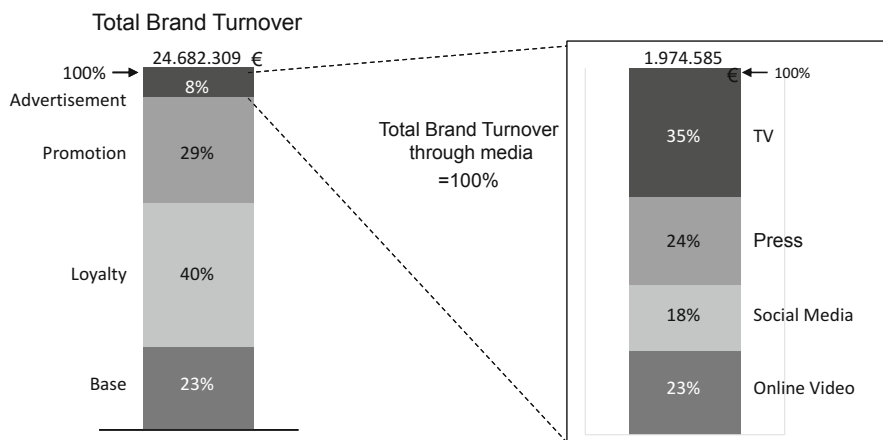 Total Brand Turnover
24.682.309 €
100%
8%
Advertisement
Promotion
29%
Loyalty
40%
Base
23%
Total Brand Turnover
through media
=100%
1.974.585
€
100%
35%
TV
24%
Press
18%
Social Media
23%
Online Video